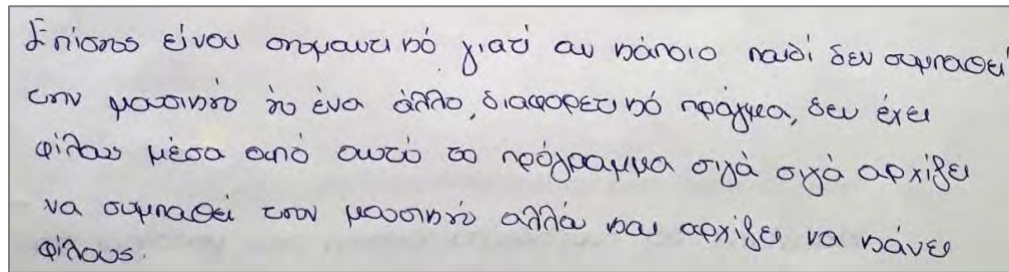 Επίσης είναι σημαντικό γιατί αν κάποιο παιδί δεν συμπαθεί
την μουσική ή ένα άλλο, διαφορετικό πράγμα, δεν έχει
φίλους μέσα από αυτό το πρόγραμμα σιγά σιγά αρχίζει
να συμπαθεί την μουσική αλλά και αρχίζει να κάνει
φίλους.